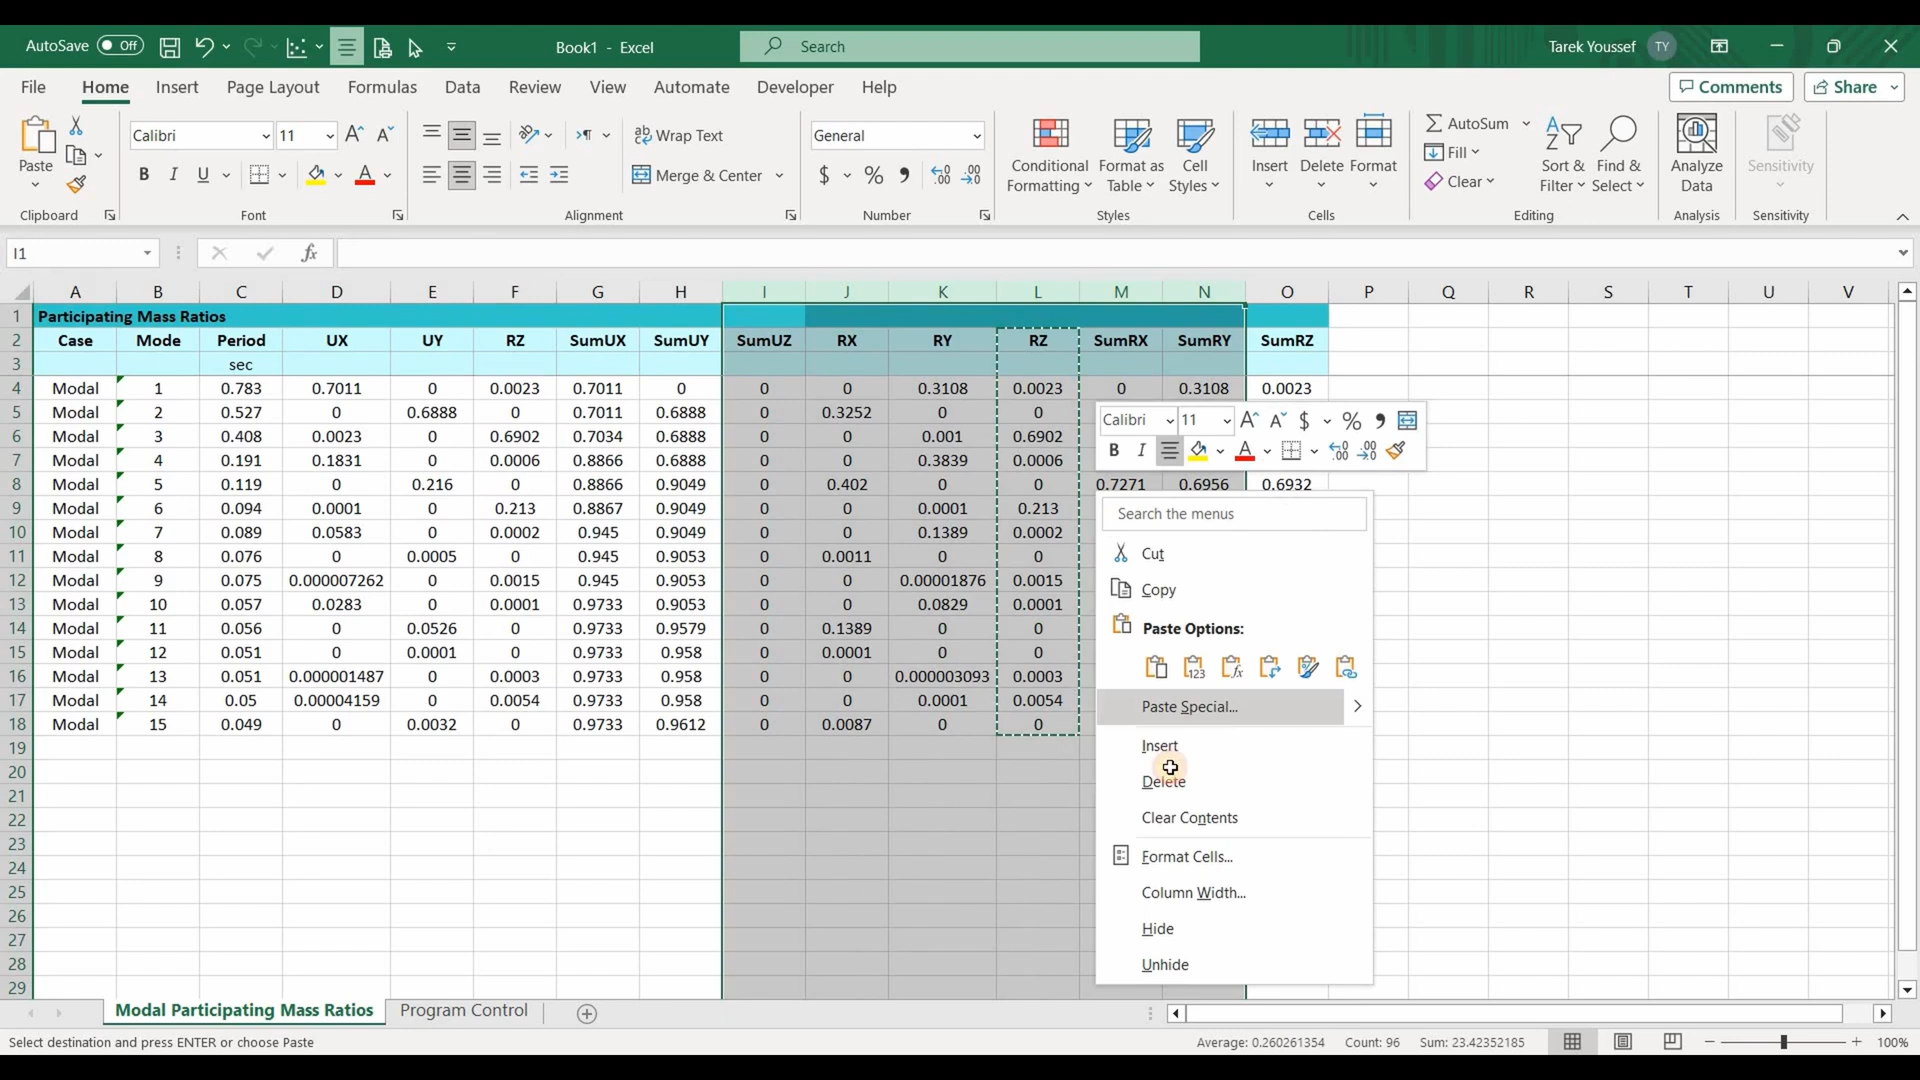 AutoSave Off
Book1 - Excel
Search
Tarek Youssef TY
File Home Insert Page Layout Formulas Data Review View Automate Developer Help
Comments Share
Paste
Clipboard
Calibri 11
B I U A
Font
Wrap Text
Merge & Center
Alignment
General
$ % 9
Number
Conditional Formatting
Format as Table
Cell Styles
Styles
Insert Delete Format
Cells
AutoSum
Fill
Clear
Sort & Filter
Find & Select
Editing
Analyze Data
Analysis
Sensitivity
Sensitivity
I1 fx
A B C D E F G H I J K L M N O P Q R S T U V
1 Participating Mass Ratios
2 Case Mode Period UX UY RZ SumUX SumUY SumUZ RX RY RZ SumRX SumRY SumRZ
3 sec
4 Modal 1 0.783 0.7011 0 0.0023 0.7011 0 0 0 0.3108 0.0023 0 0.3108 0.0023
5 Modal 2 0.527 0 0.6888 0 0.7011 0.6888 0 0.3252 0 0
6 Modal 3 0.408 0.0023 0 0.6902 0.7034 0.6888 0 0 0.001 0.6902
7 Modal 4 0.191 0.1831 0 0.0006 0.8866 0.6888 0 0 0.3839 0.0006
8 Modal 5 0.119 0 0.216 0 0.8866 0.9049 0 0.402 0 0 0.7271 0.6956 0.6932
9 Modal 6 0.094 0.0001 0 0.213 0.8867 0.9049 0 0 0.0001 0.213
10 Modal 7 0.089 0.0583 0 0.0002 0.945 0.9049 0 0 0.1389 0.0002
11 Modal 8 0.076 0 0.0005 0 0.945 0.9053 0 0.0011 0 0
12 Modal 9 0.075 0.000007262 0 0.0015 0.945 0.9053 0 0 0.00001876 0.0015
13 Modal 10 0.057 0.0283 0 0.0001 0.9733 0.9053 0 0 0.0829 0.0001
14 Modal 11 0.056 0 0.0526 0 0.9733 0.9579 0 0.1389 0 0
15 Modal 12 0.051 0 0.0001 0 0.9733 0.958 0 0.0001 0 0
16 Modal 13 0.051 0.000001487 0 0.0003 0.9733 0.958 0 0 0.000003093 0.0003
17 Modal 14 0.05 0.00004159 0 0.0054 0.9733 0.958 0 0 0.0001 0.0054
18 Modal 15 0.049 0 0.0032 0 0.9733 0.9612 0 0.0087 0 0
19
20
21
22
23
24
25
26
27
28
29
Calibri 11 A A $ % 9
B I A
Search the menus
Cut
Copy
Paste Options:
123 fx
Paste Special...
Insert
Delete
Clear Contents
Format Cells...
Column Width...
Hide
Unhide
Modal Participating Mass Ratios Program Control
Select destination and press ENTER or choose Paste
Average: 0.260261354 Count: 96 Sum: 23.42352185
100%